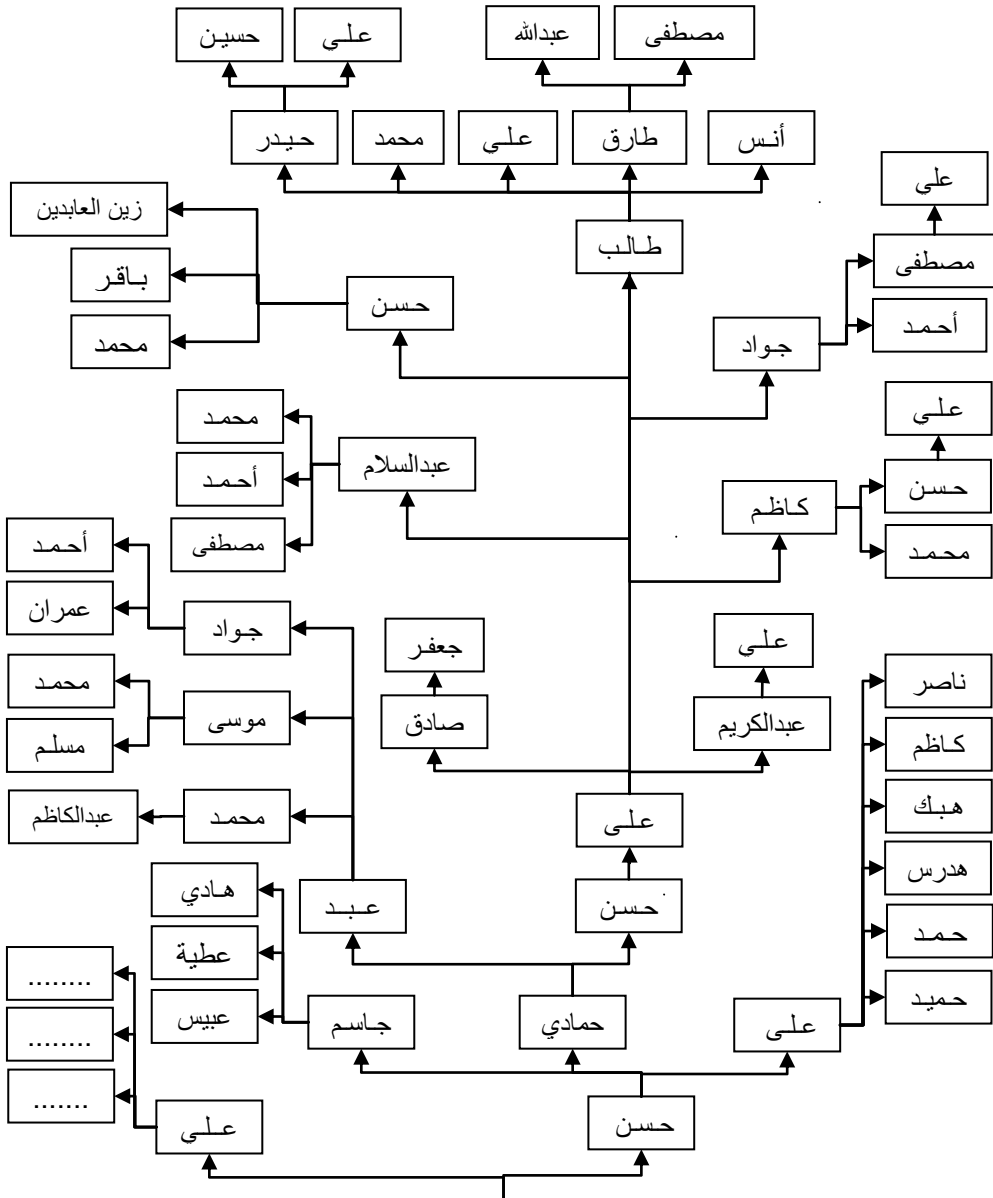 حسين
علي
عبدالله
مصطفى
حيدر
محمد
علي
طارق
أنس
علي
زين العابدين
طالب
مصطفى
باقر
حسن
محمد
جواد
أحمد
محمد
علي
عبدالسلام
أحمد
حسن
كاظم
مصطفى
محمد
أحمد
عمران
جواد
جعفر
علي
محمد
ناصر
موسى
صادق
عبدالكريم
مسلم
كاظم
عبدالكاظم
محمد
على
هبك
هدرس
هادي
عبد
حسن
حمد
عطية
........
حميد
عبيس
جاسم
حمادي
على
........
.......
علي
حسن